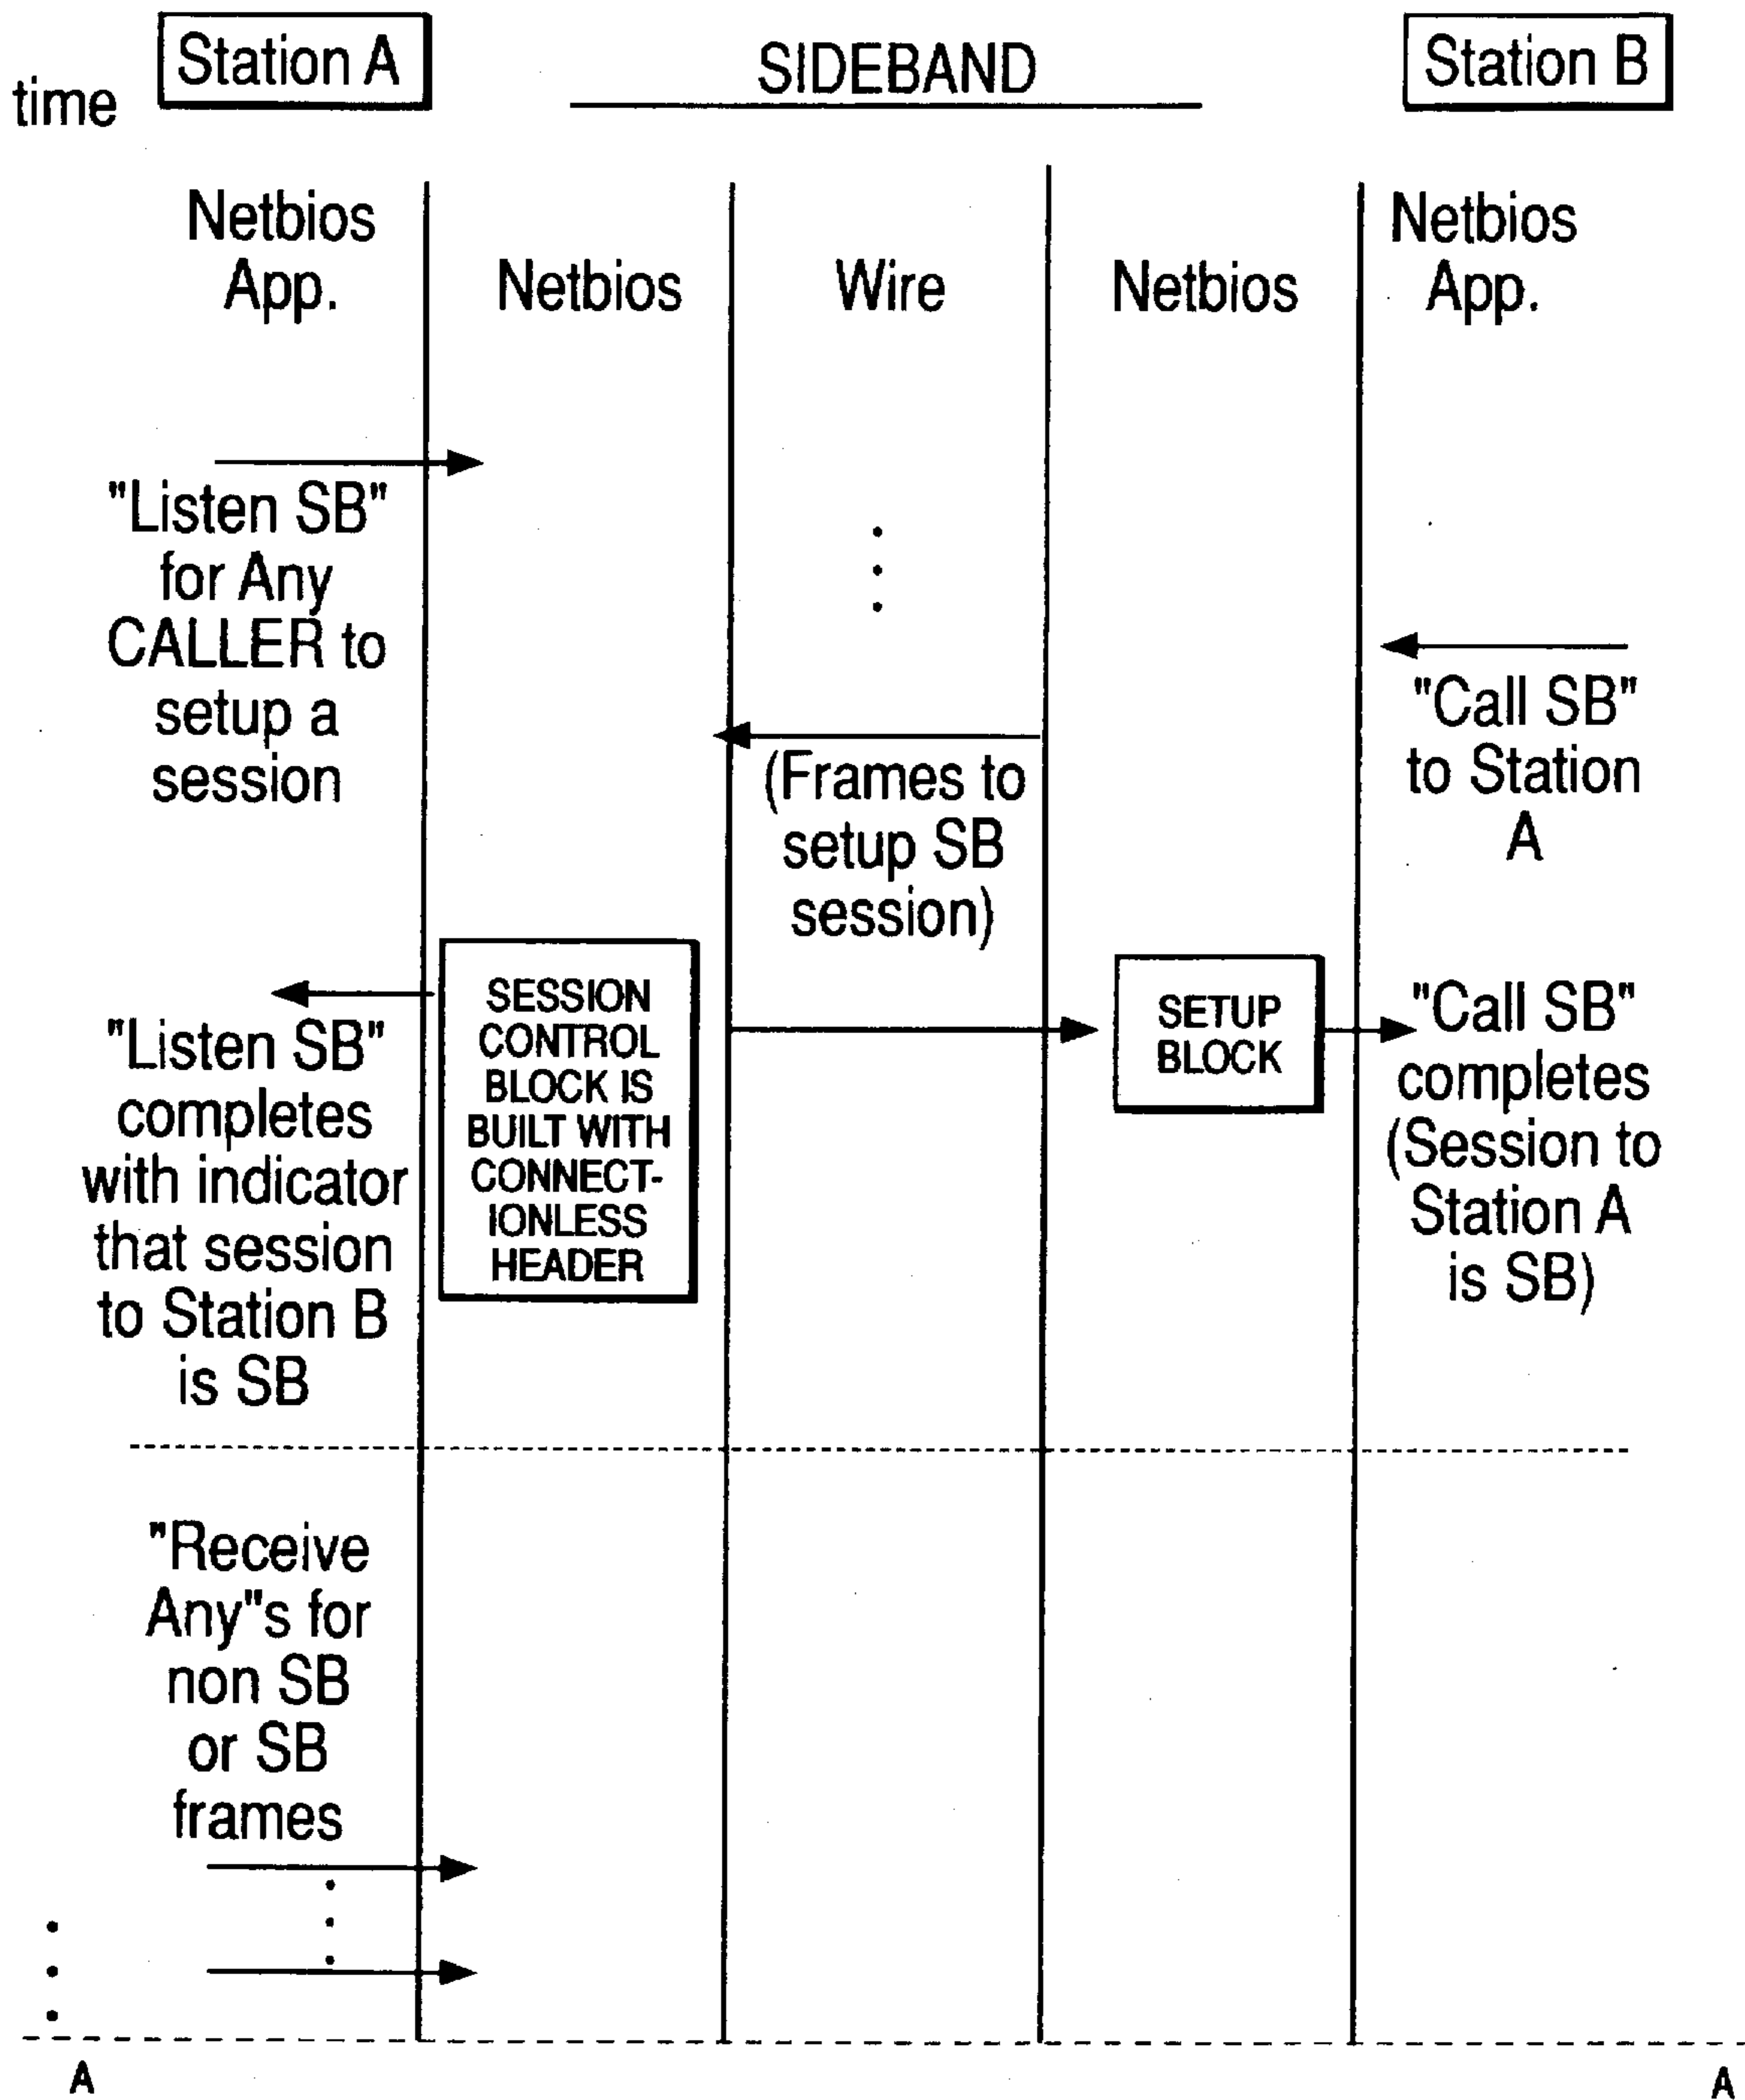 time
Station A
SIDEBAND
Station B
Netbios
App.
Netbios
Wire
Netbios
Netbios
App.
"Listen SB"
for Any
CALLER to
setup a
session
"Call SB"
to Station
A
(Frames to
setup SB
session)
"Listen SB"
completes
with indicator
that session
to Station B
is SB
SESSION
CONTROL
BLOCK IS
BUILT WITH
CONNECT-
IONLESS
HEADER
SETUP
BLOCK
"Call SB"
completes
(Session to
Station A
is SB)
"Receive
Any"s for
non SB
or SB
frames
A
A